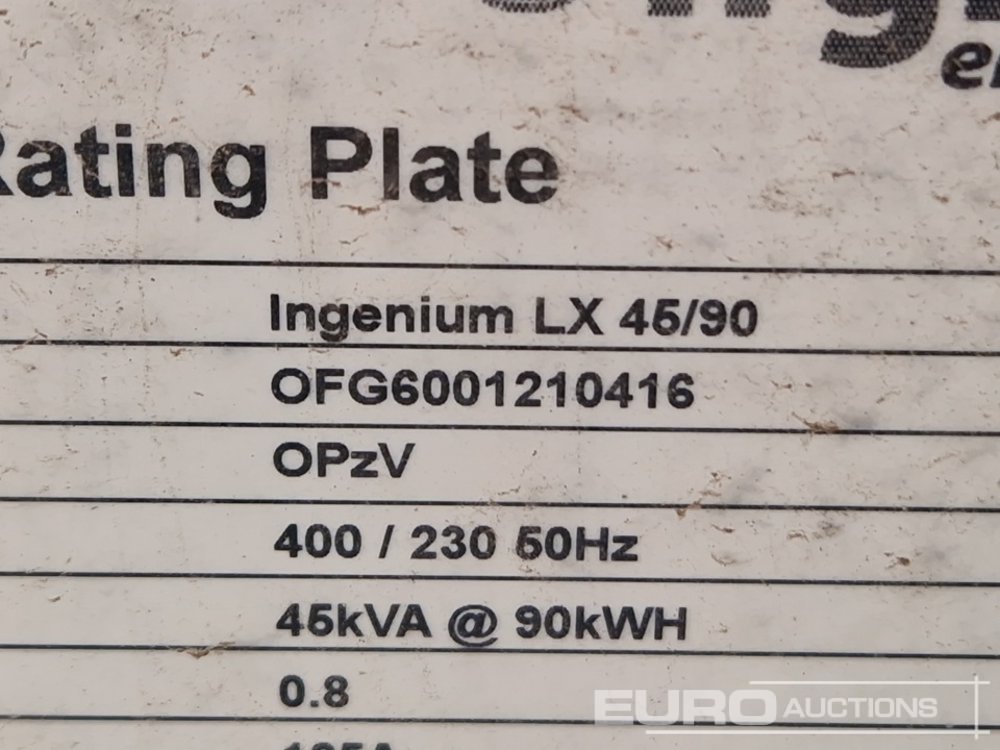 Rating Plate
Ingenium LX 45/90
OFG6001210416
OPzV
400 / 230 50Hz
45kVA @ 90kWH
0.8
EURO AUCTIONS